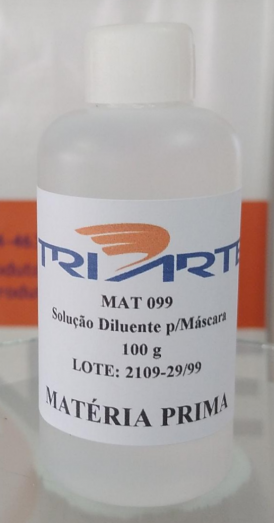 TRIARTE
MAT 099
Solução Diluente p/Máscara
100 g
LOTE: 2109-29/99
MATÉRIA PRIMA